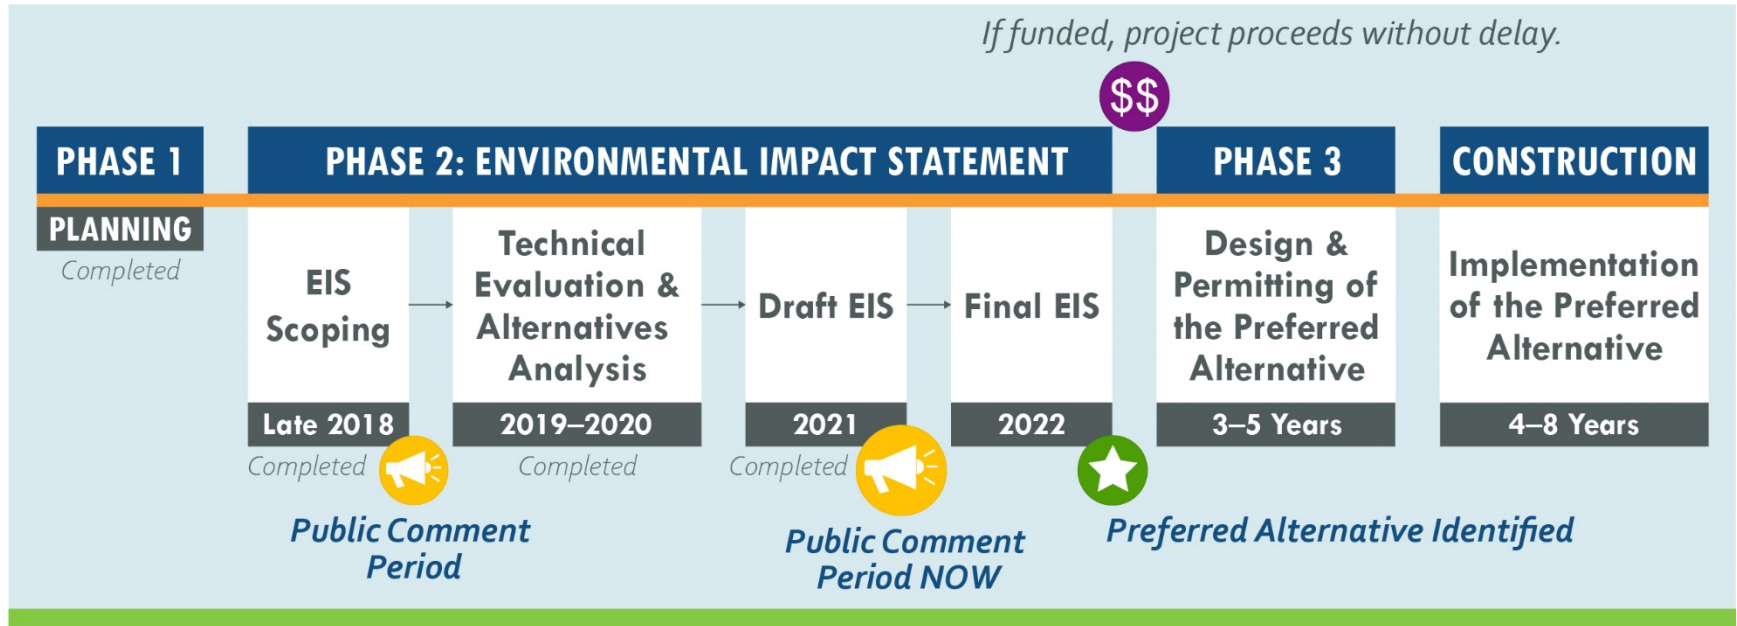 If funded, project proceeds without delay.
$$
PHASE 1
PLANNING
Completed
PHASE 2: ENVIRONMENTAL IMPACT STATEMENT
EIS
Scoping
Late 2018
Completed
Public Comment
Period
Technical
Evaluation &
Alternatives
Analysis
2019–2020
Completed
Draft EIS
2021
Completed
Public Comment
Period NOW
Final EIS
2022
Preferred Alternative Identified
PHASE 3
Design &
Permitting of
the Preferred
Alternative
3–5 Years
CONSTRUCTION
Implementation
of the Preferred
Alternative
4–8 Years